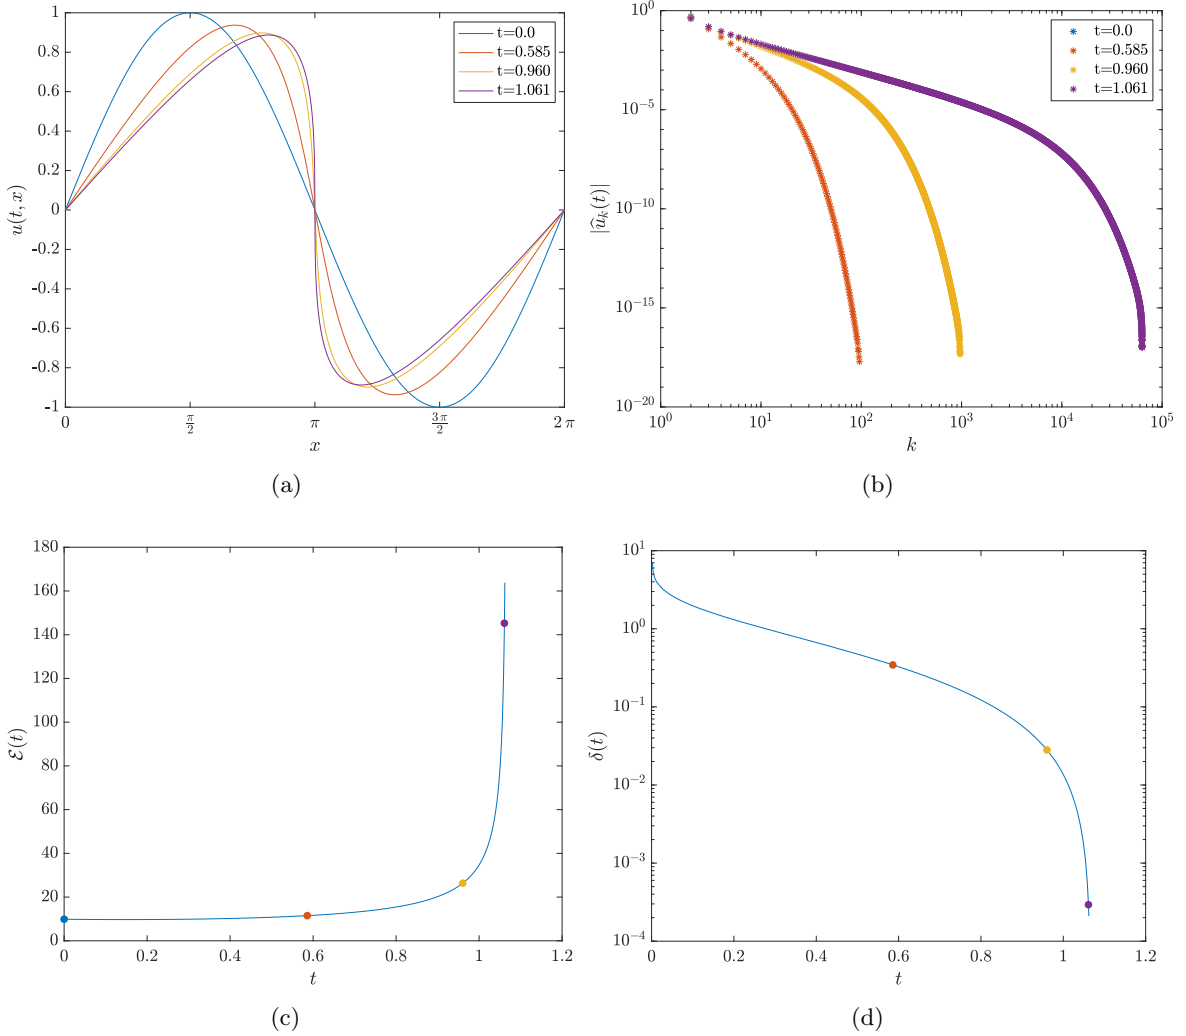 1
0.8
0.6
0.4
0.2
0
-0.2
-0.4
-0.6
-0.8
-1
u(t, x)
0
π/2
π
3π/2
2π
x
t=0.0
t=0.585
t=0.960
t=1.061
(a)
10^0
10^-5
10^-10
10^-15
10^-20
|û_k(t)|
10^0
10^1
10^2
10^3
10^4
10^5
k
t=0.0
t=0.585
t=0.960
t=1.061
(b)
180
160
140
120
100
80
60
40
20
0
ℰ(t)
0
0.2
0.4
0.6
0.8
1
1.2
t
(c)
10^1
10^0
10^-1
10^-2
10^-3
10^-4
δ(t)
0
0.2
0.4
0.6
0.8
1
1.2
t
(d)